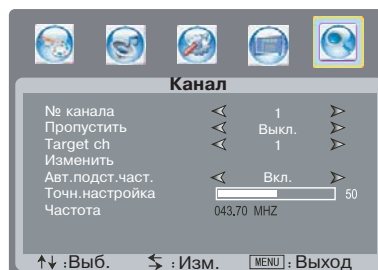 Канал
№ канала 1
Пропустить Выкл.
Target ch 1
Изменить
Авт.подст.част. Вкл.
Точн.настройка 50
Частота 043,70 MHZ
:Выб. :Изм. MENU : Выход